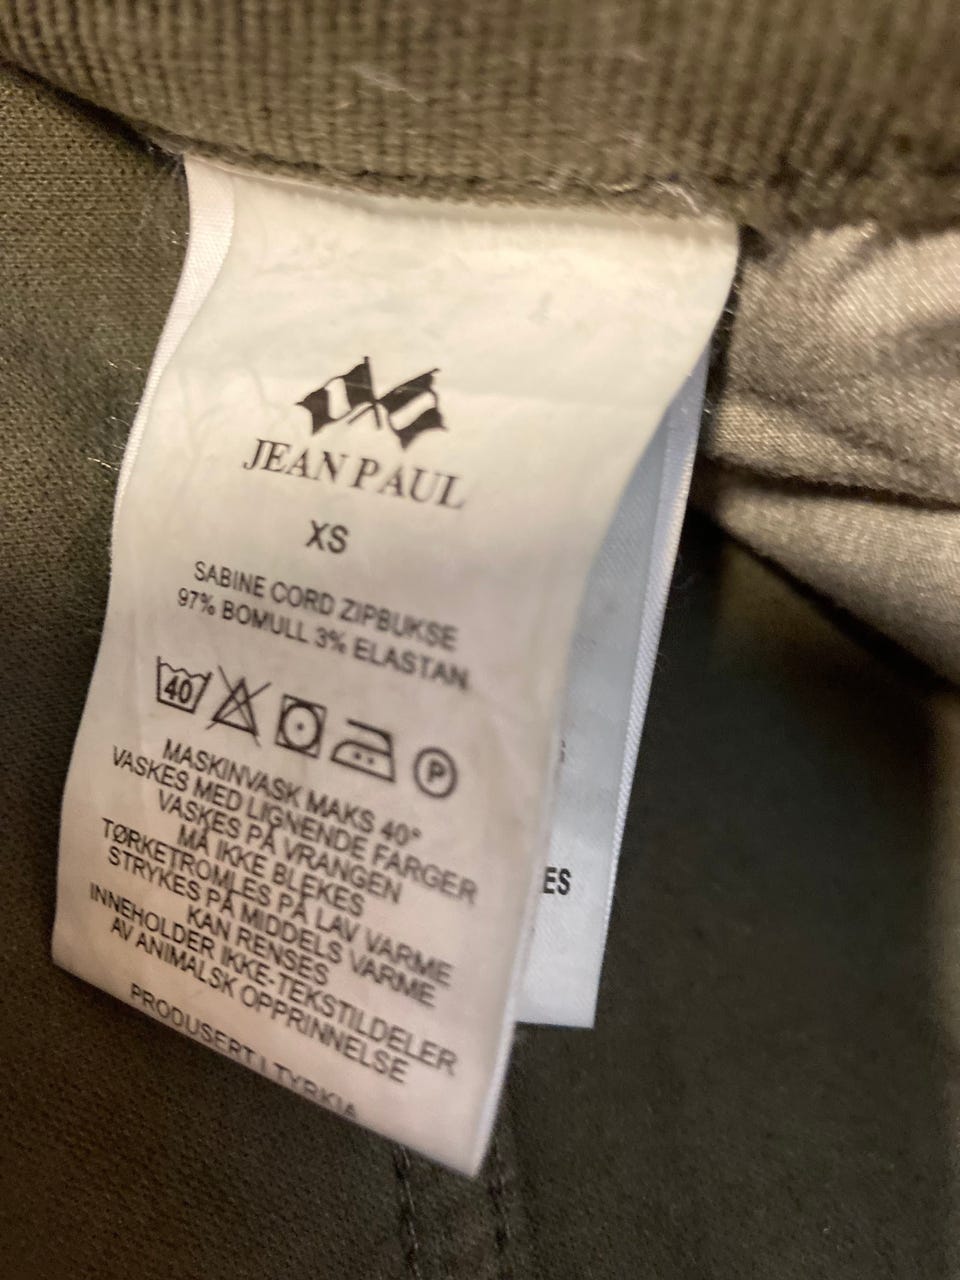 JEAN PAUL
XS
SABINE CORD ZIPBUKSE
97% BOMULL 3% ELASTAN
40 P
MASKINVASK MAKS 40°
VASKES MED LIGNENDE FARGER
VASKES PÅ VRANGEN
MÅ IKKE BLEKES
TØRKETROMLES PÅ LAV VARME
STRYKES PÅ MIDDELS VARME
KAN RENSES
INNEHOLDER IKKE-TEKSTILDELER
AV ANIMALSK OPPRINNELSE
PRODUSERT I TYRKIA
ES